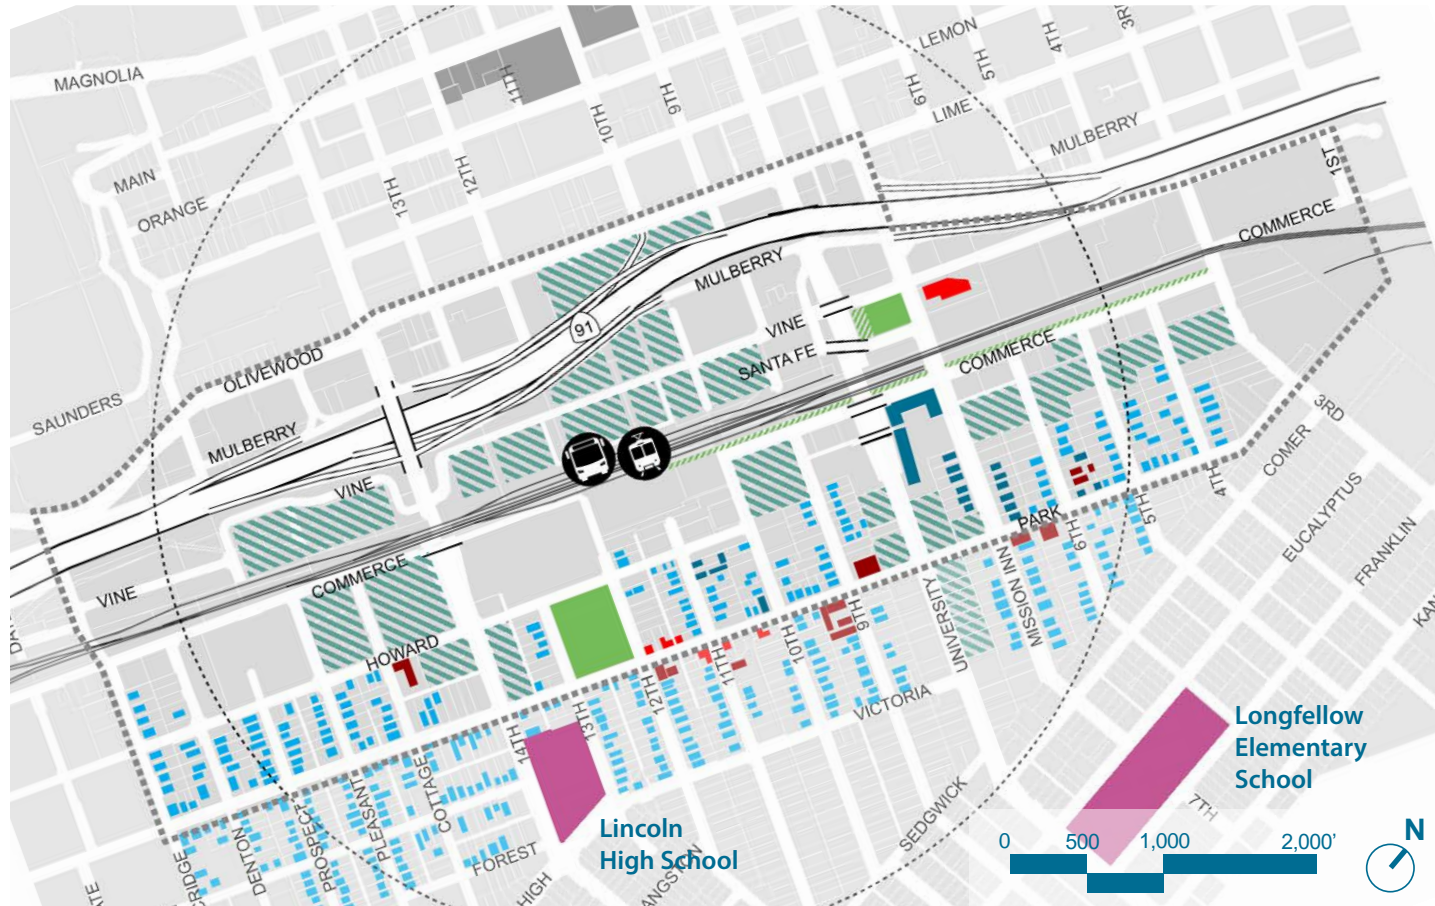 MAGNOLIA
MAIN
ORANGE
13TH
12TH
11TH
10TH
9TH
LEMON
6TH
5TH
4TH
3RD
LIME
MULBERRY
1ST
COMMERCE
SAUNDERS
OLIVEWOOD
MULBERRY
91
MULBERRY
VINE
SANTA FE
COMMERCE
VINE
VINE
COMMERCE
HOWARD
3RD
COMER
4TH
EUCALYPTUS
FRANKLIN
5TH
6TH
PARK
MISSION INN
UNIVERSITY
9TH
10TH
11TH
12TH
13TH
14TH
VICTORIA
COTTAGE
PLEASANT
PROSPECT
DENTON
FOREST
HIGH
SEDGWICK
7TH
Lincoln
High School
Longfellow
Elementary
School
0 500 1,000 2,000'
N